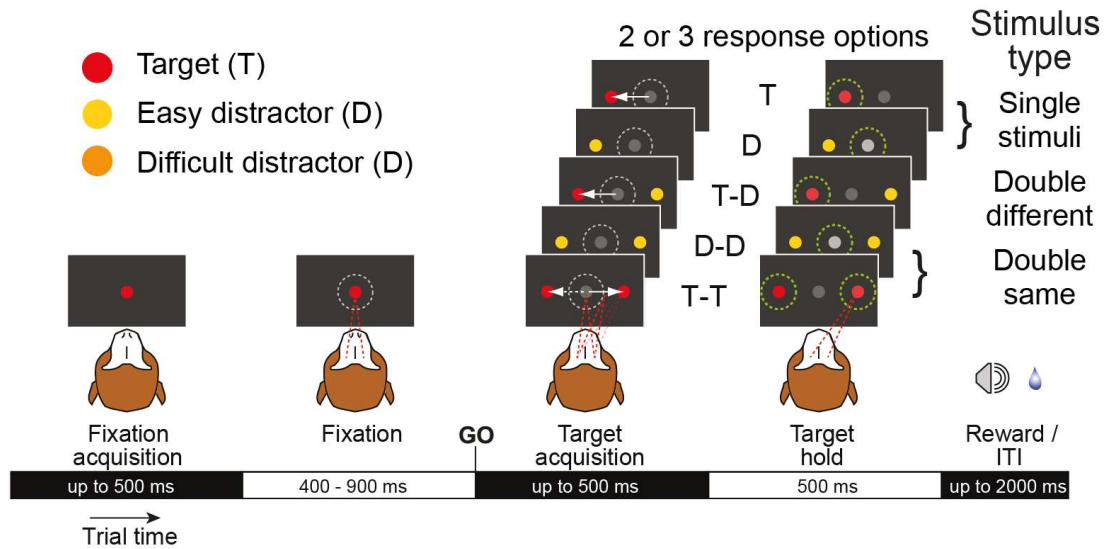 Target (T)
Easy distractor (D)
Difficult distractor (D)
2 or 3 response options
Stimulus
type
T
D
T-D
D-D
T-T
Single
stimuli
Double
different
Double
same
Fixation
acquisition
Fixation
GO
Target
acquisition
Target
hold
Reward /
ITI
up to 500 ms
400 - 900 ms
up to 500 ms
500 ms
up to 2000 ms
Trial time